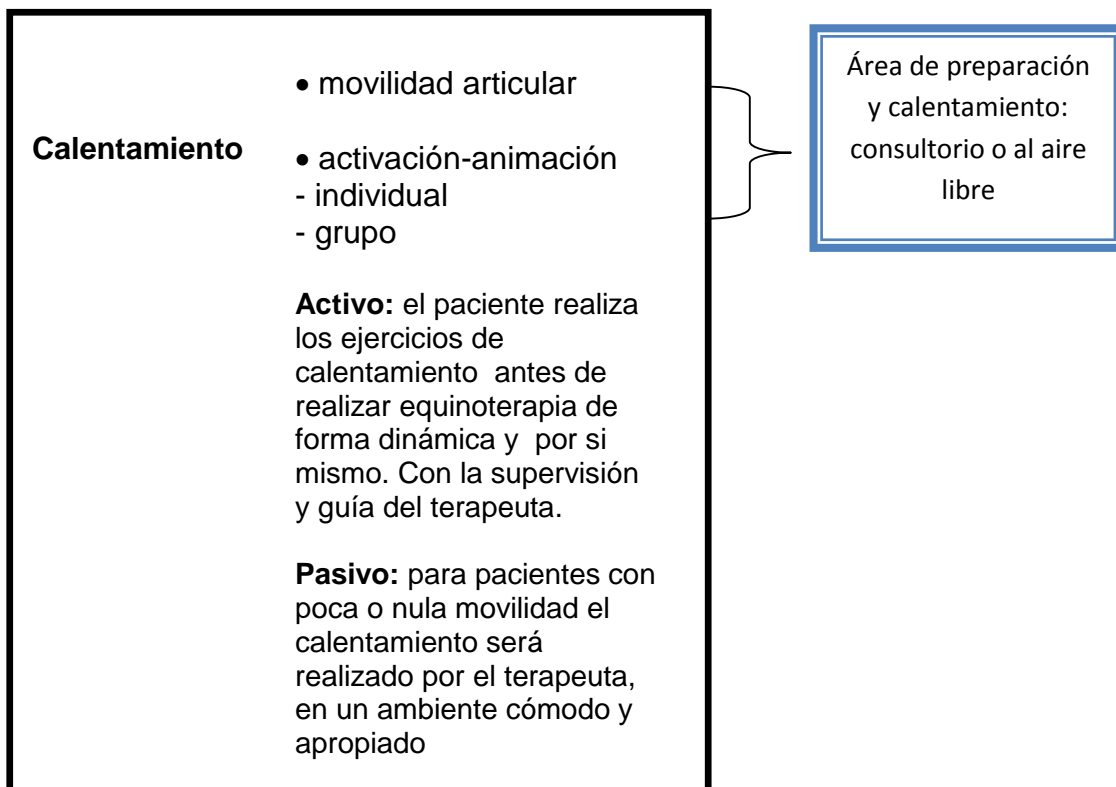 Calentamiento
• movilidad articular
• activación-animación
- individual
- grupo
Activo: el paciente realiza
los ejercicios de
calentamiento antes de
realizar equinoterapia de
forma dinámica y por si
mismo. Con la supervisión
y guía del terapeuta.
Pasivo: para pacientes con
poca o nula movilidad el
calentamiento será
realizado por el terapeuta,
en un ambiente cómodo y
apropiado
Área de preparación
y calentamiento:
consultorio o al aire
libre